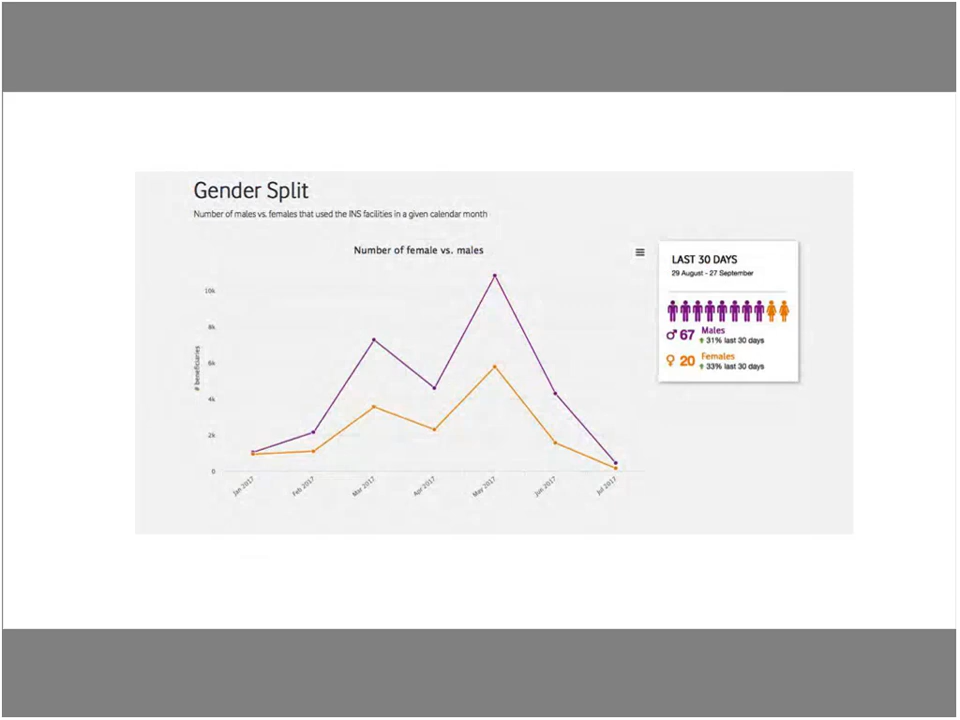 Gender Split
Number of males vs. females that used the INS facilities in a given calendar month
Number of female vs. males
10k
8k
6k
4k
2k
0
# beneficiaries
Jan 2017
Feb 2017
Mar 2017
Apr 2017
May 2017
Jun 2017
Jul 2017
LAST 30 DAYS
29 August - 27 September
67 Males
31% last 30 days
20 Females
33% last 30 days